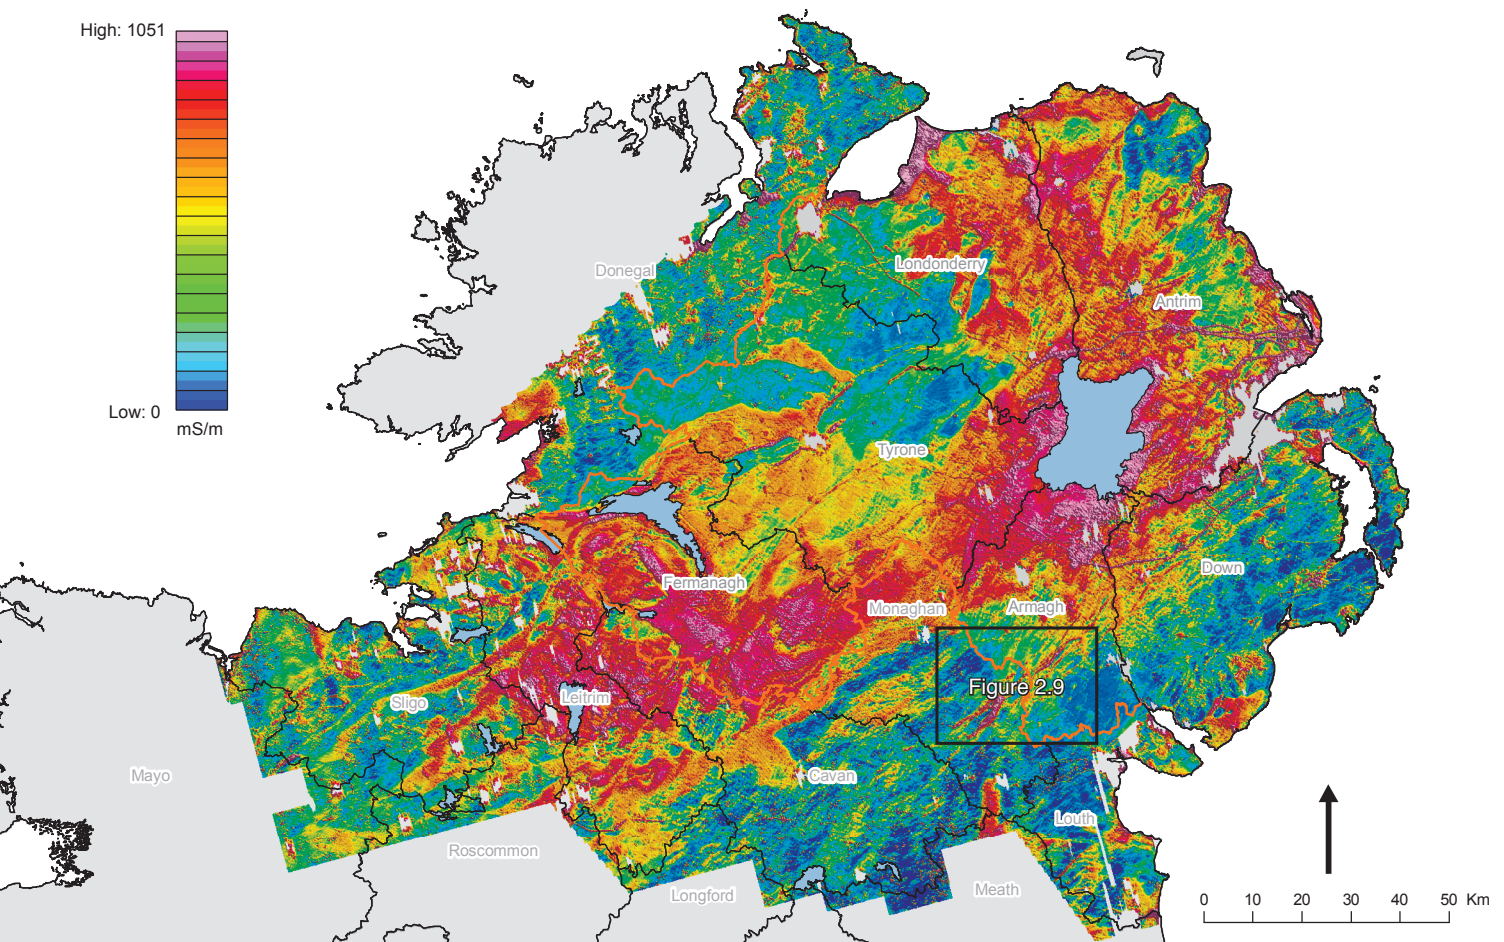 High: 1051
Low: 0
mS/m
Donegal
Londonderry
Antrim
Tyrone
Fermanagh
Down
Monaghan
Armagh
Figure 2.9
Sligo
Leitrim
Mayo
Cavan
Louth
Roscommon
Longford
Meath
0 10 20 30 40 50 Km